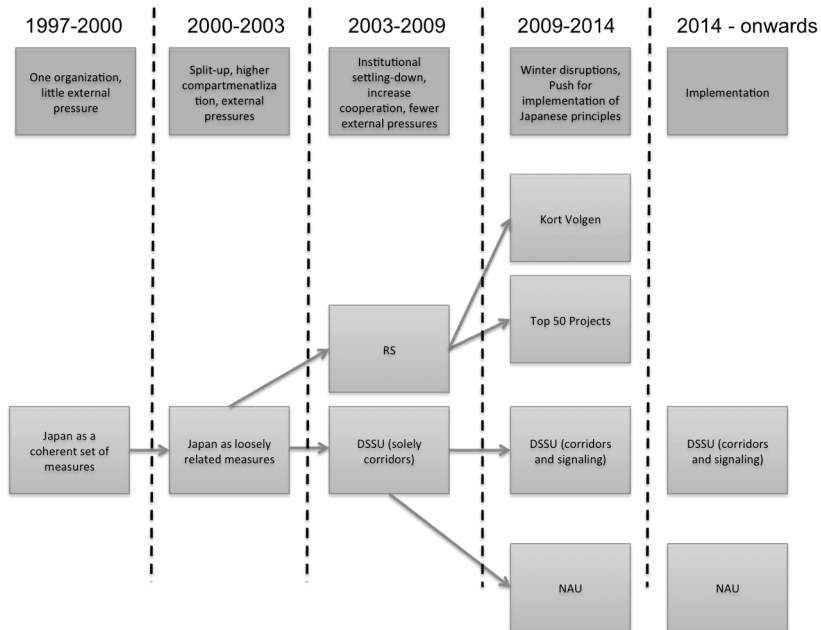 1997-2000
2000-2003
2003-2009
2009-2014
2014 - onwards
One organization,
little external
pressure
Split-up, higher
compartmenatliza
tion, external
pressures
Institutional
settling-down,
increase
cooperation, fewer
external pressures
Winter disruptions,
Push for
implementation of
Japanese principles
Implementation
Kort Volgen
Top 50 Projects
RS
Japan as a
coherent set of
measures
Japan as loosely
related measures
DSSU (solely
corridors)
DSSU (corridors
and signaling)
DSSU (corridors
and signaling)
NAU
NAU